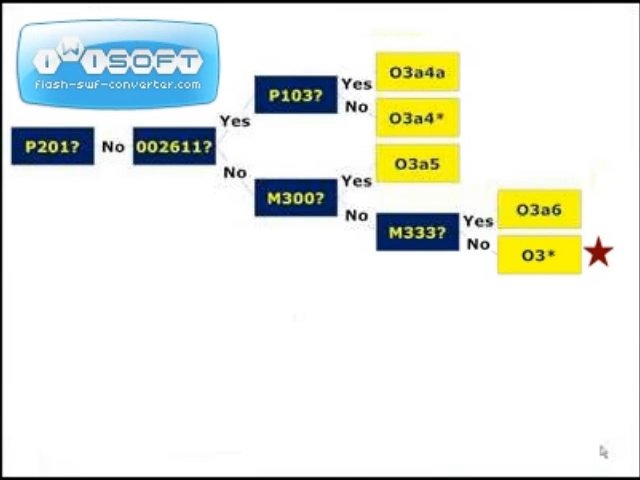 iWiSOFT
flash-swf-converter.com
P201?
No
002611?
Yes
P103?
Yes
O3a4a
No
O3a4*
No
M300?
Yes
O3a5
No
M333?
Yes
O3a6
No
O3*